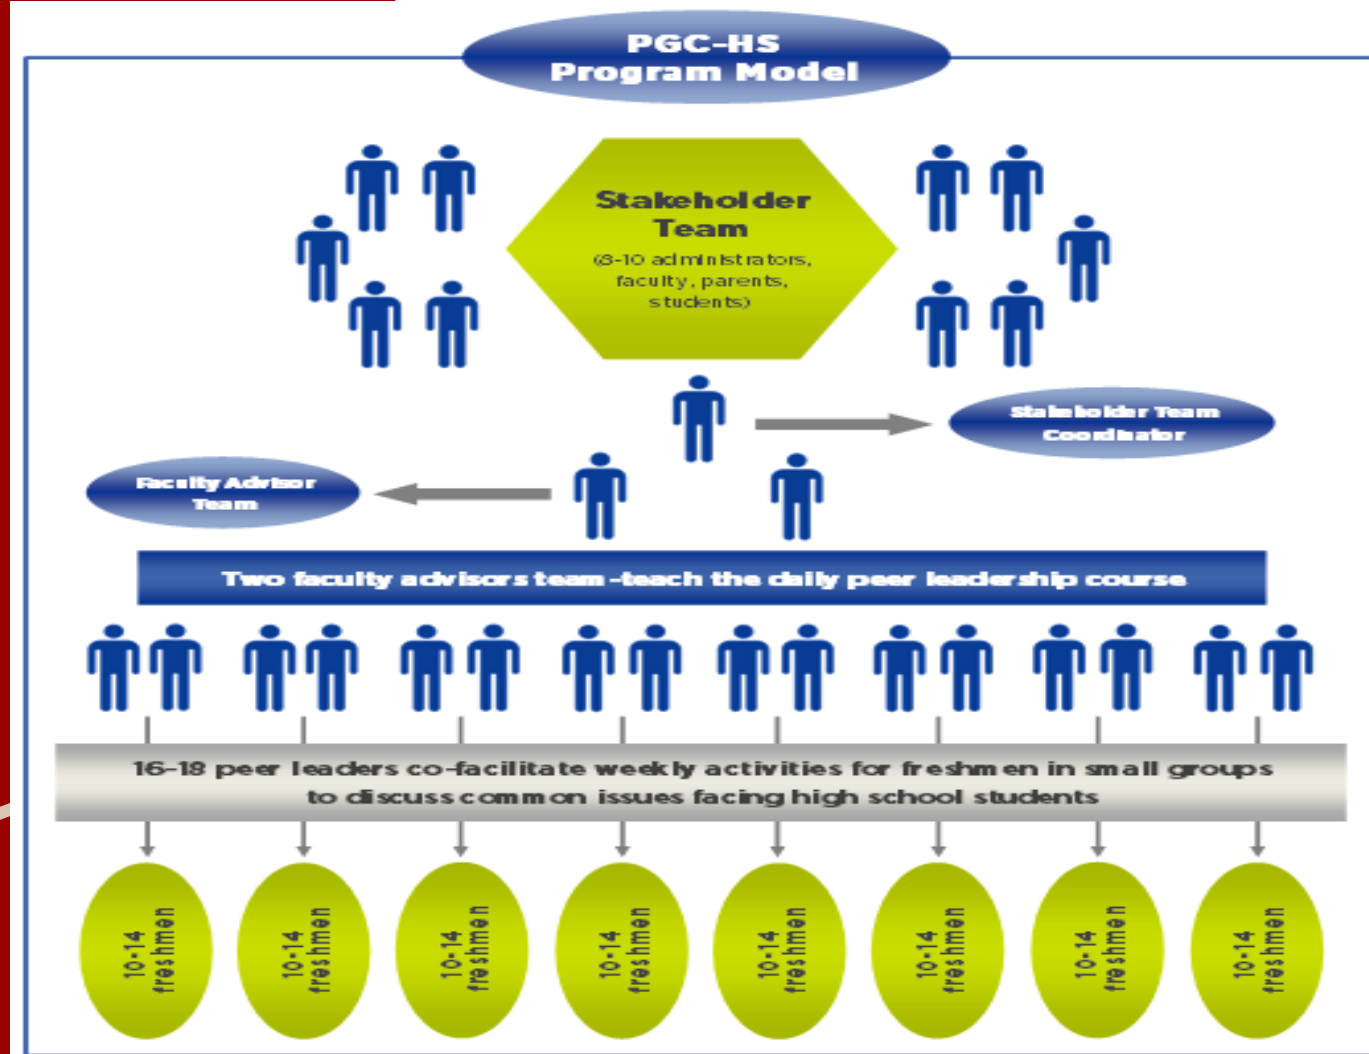 PGC-HS
Program Model
Stakeholder
Team
(8-10 administrators,
faculty, parents,
students)
Stakeholder Team
Coordinator
Faculty Advisor
Team
Two faculty advisors team-teach the daily peer leadership course
16-18 peer leaders co-facilitate weekly activities for freshmen in small groups
to discuss common issues facing high school students
10-14
freshmen
10-14
freshmen
10-14
freshmen
10-14
freshmen
10-14
freshmen
10-14
freshmen
10-14
freshmen
10-14
freshmen